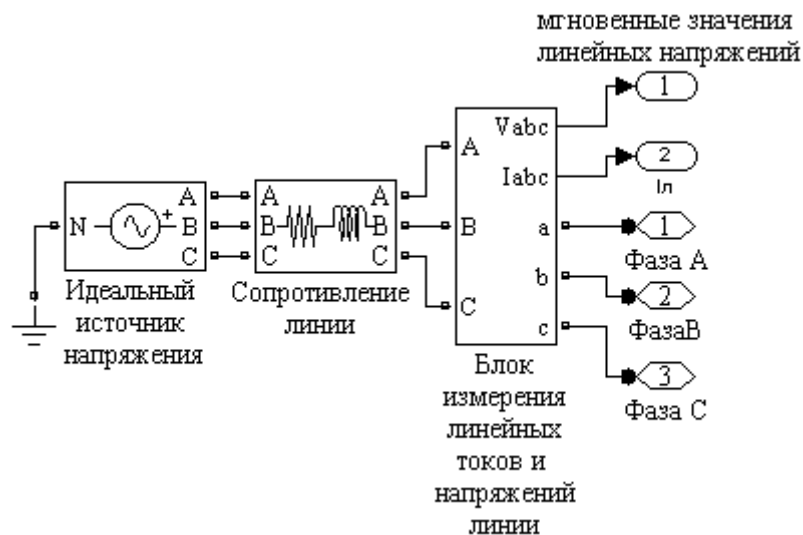 мгновенные значения
линейных напряжений
1
Vabc
A
2
Iabc
Iл
A
A
A
N
+
B
B
B
B
a
1
C
C
C
Фаза А
b
2
C
ФазаВ
c
3
Фаза С
Идеальный
источник
напряжения
Сопротивление
линии
Блок
измерения
линейных
токов и
напряжений
линии